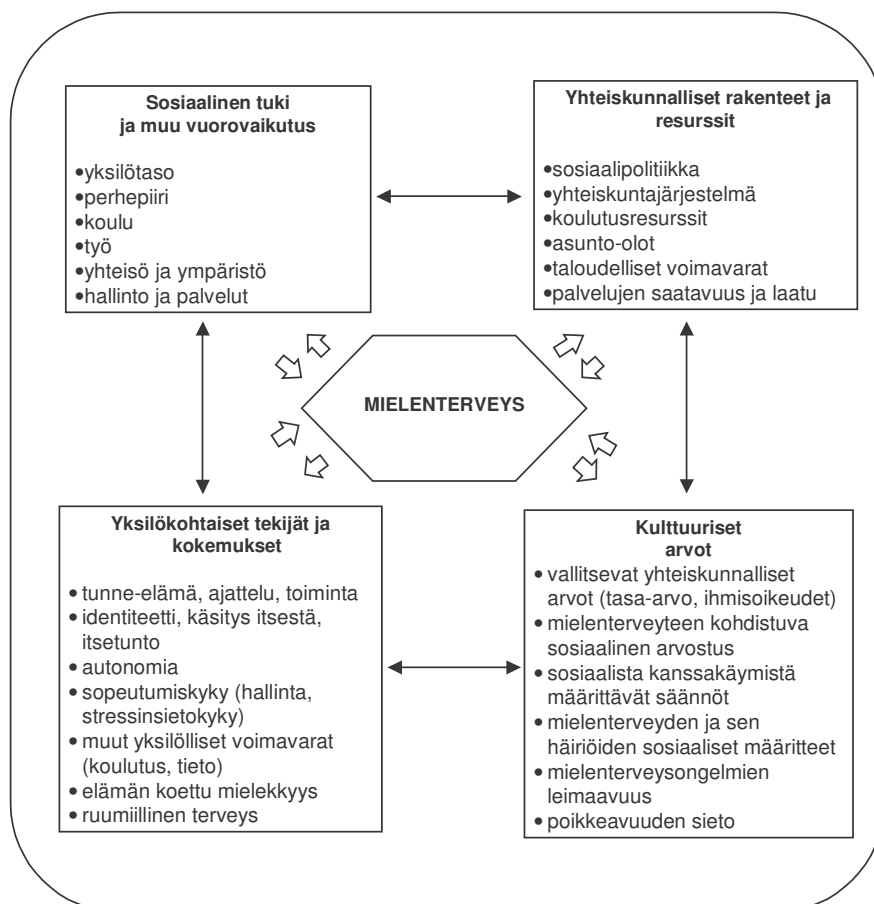 Sosiaalinen tuki
ja muu vuorovaikutus
•yksilötaso
•perhepiiri
•koulu
•työ
•yhteisö ja ympäristö
•hallinto ja palvelut
Yhteiskunnalliset rakenteet ja
resurssit
•sosiaalipolitiikka
•yhteiskuntajärjestelmä
•koulutusresurssit
•asunto-olot
•taloudelliset voimavarat
•palvelujen saatavuus ja laatu
MIELENTERVEYS
Yksilökohtaiset tekijät ja
kokemukset
• tunne-elämä, ajattelu, toiminta
• identiteetti, käsitys itsestä,
itsetunto
• autonomia
• sopeutumiskyky (hallinta,
stressinsietokyky)
• muut yksilölliset voimavarat
(koulutus, tieto)
• elämän koettu mielekkyys
• ruumiillinen terveys
Kulttuuriset
arvot
• vallitsevat yhteiskunnalliset
arvot (tasa-arvo, ihmisoikeudet)
• mielenterveyteen kohdistuva
sosiaalinen arvostus
• sosiaalista kanssakäymistä
määrittävät säännöt
• mielenterveyden ja sen
häiriöiden sosiaaliset määritteet
• mielenterveysongelmien
leimaavuus
• poikkeavuuden sieto